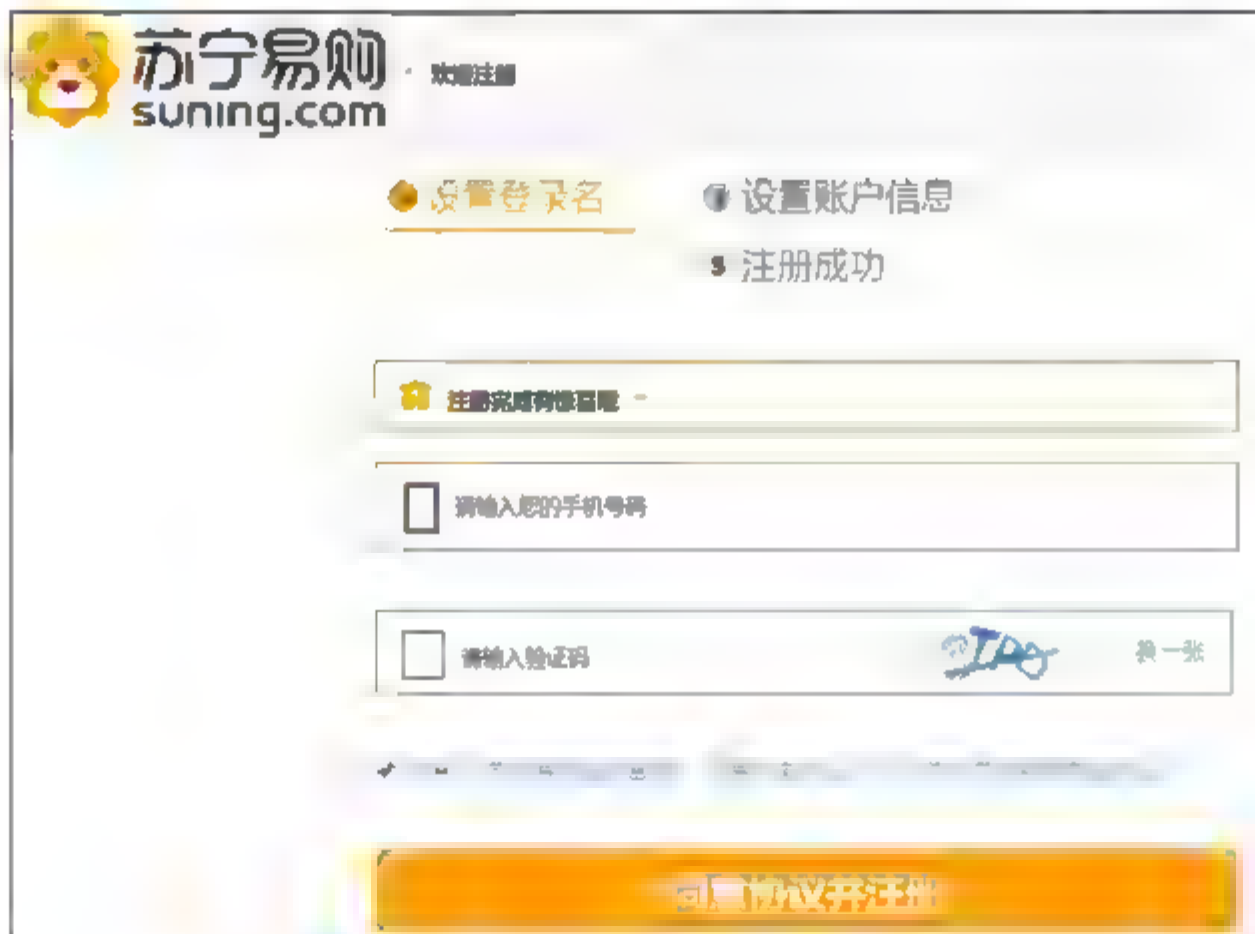 苏宁易购
suning.com
欢迎注册
设置登录名
设置账户信息
3 注册成功
注册完成有惊喜哦
请输入您的手机号码
请输入验证码
换一张
同意协议并注册